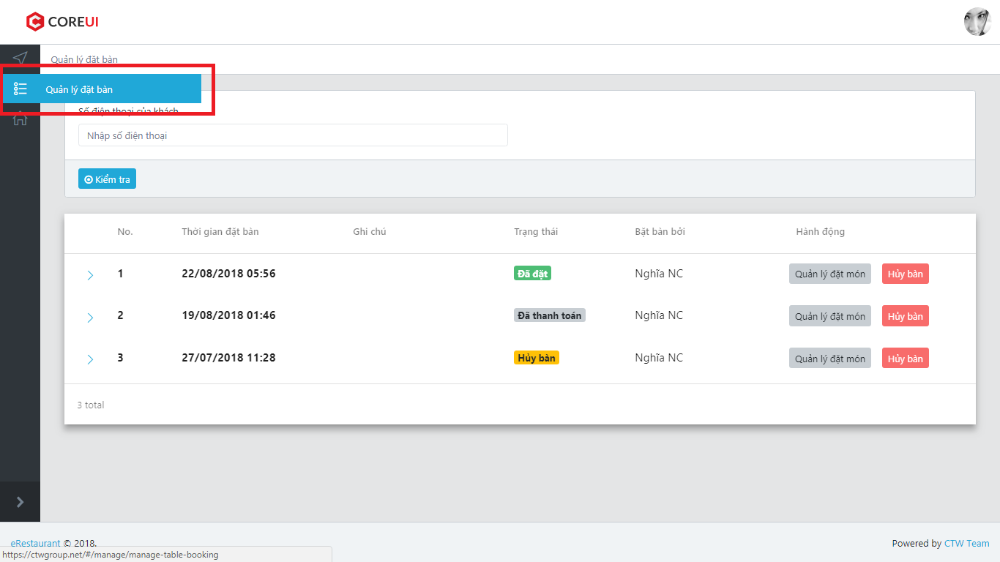 COREUI
Quản lý đặt bàn
Quản lý đặt bàn
Số điện thoại của khách
Nhập số điện thoại
Kiểm tra
No. Thời gian đặt bàn Ghi chú Trạng thái Bặt bàn bởi Hành động
1 22/08/2018 05:56 Đã đặt Nghĩa NC Quản lý đặt món Hủy bàn
2 19/08/2018 01:46 Đã thanh toán Nghĩa NC Quản lý đặt món Hủy bàn
3 27/07/2018 11:28 Hủy bàn Nghĩa NC Quản lý đặt món Hủy bàn
3 total
eRestaurant © 2018. Powered by CTW Team
https://ctwgroup.net/#/manage/manage-table-booking